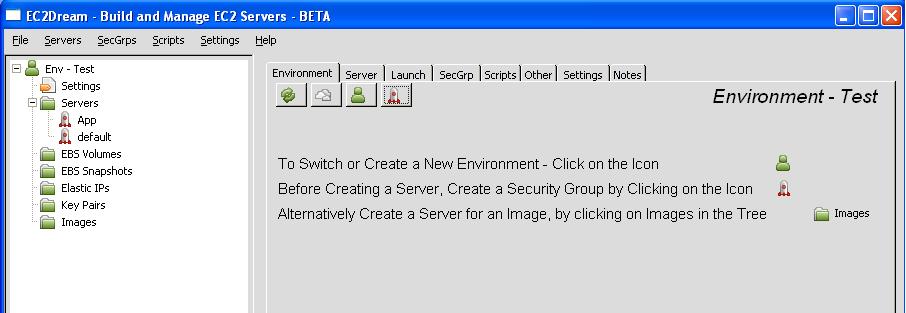 EC2Dream - Build and Manage EC2 Servers - BETA
File Servers SecGrps Scripts Settings Help
Env - Test
Settings
Servers
App
default
EBS Volumes
EBS Snapshots
Elastic IPs
Key Pairs
Images
Environment Server Launch SecGrp Scripts Other Settings Notes
Environment - Test
To Switch or Create a New Environment - Click on the Icon
Before Creating a Server, Create a Security Group by Clicking on the Icon
Alternatively Create a Server for an Image, by clicking on Images in the Tree Images